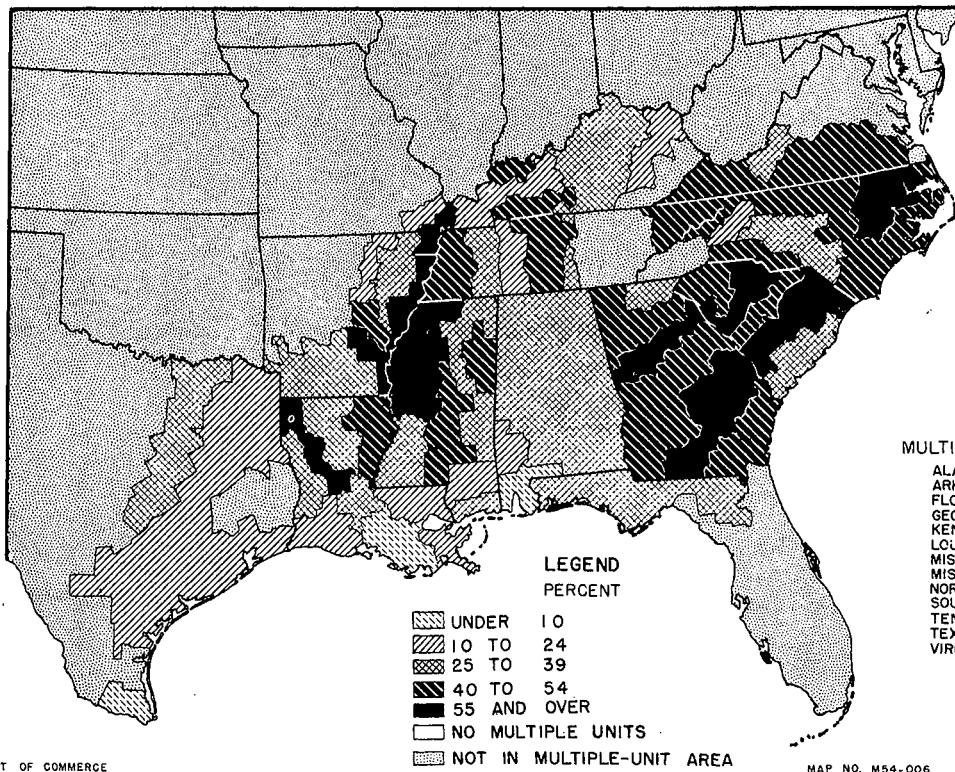 MULTI
ALA
ARK
FLO
GEO
KEN
LOU
MIS
MIS
NOR
SOU
TEN
TEX
VIRG
LEGEND
PERCENT
UNDER 10
10 TO 24
25 TO 39
40 TO 54
55 AND OVER
NO MULTIPLE UNITS
NOT IN MULTIPLE-UNIT AREA
T OF COMMERCE
MAP NO. M54-006